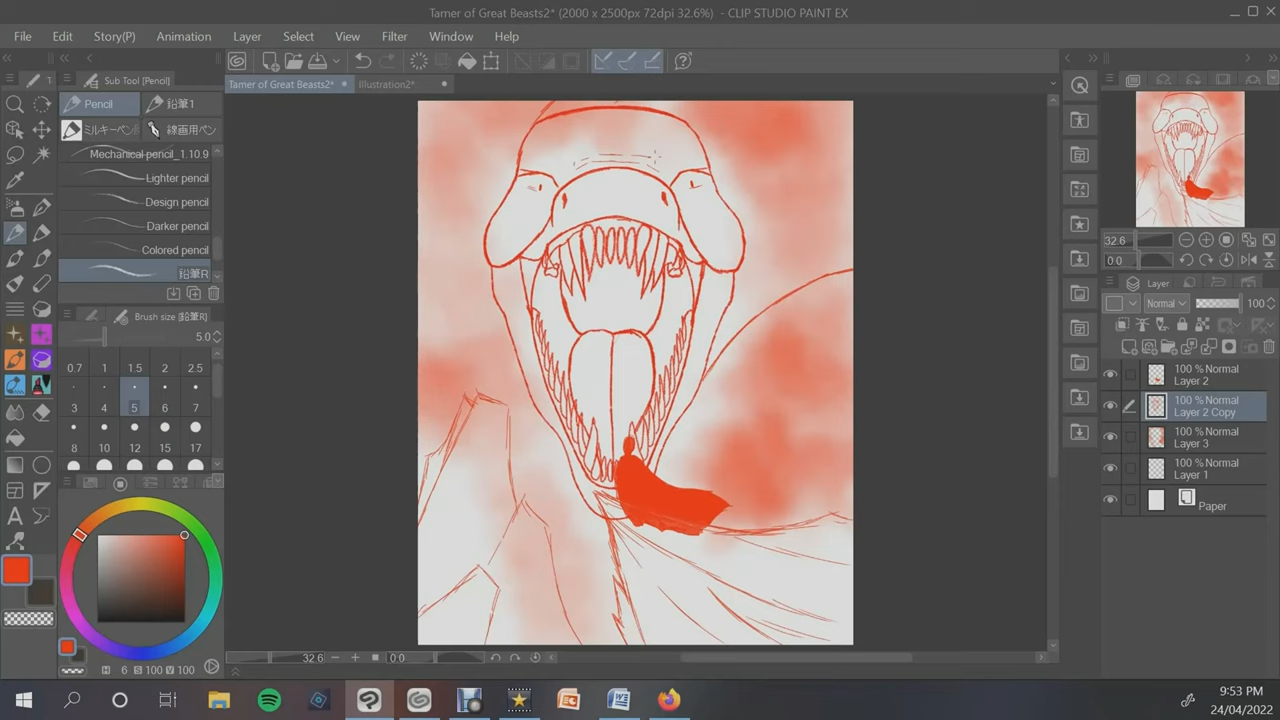 Tamer of Great Beasts2* (2000 x 2500px 72dpi 32.6%) - CLIP STUDIO PAINT EX
File Edit Story(P) Animation Layer Select View Filter Window Help
Sub Tool [Pencil]
Tamer of Great Beasts2* Illustration2*
Pencil 鉛筆1
ミルキーペン 線画用ペン
Mechanical pencil_1.10.9
Lighter pencil
Design pencil
Darker pencil
Colored pencil
鉛筆R
Brush size [鉛筆R]
5.0
0.7 1 1.5 2 2.5
3 4 5 6 7
8 10 12 15 17
H 6 S 100 V 100
32.6 0 0
32.6
0 0
Layer
Normal 100
100 % Normal
Layer 2
100 % Normal
Layer 2 Copy
100 % Normal
Layer 3
100 % Normal
Layer 1
Paper
9:53 PM
24/04/2022